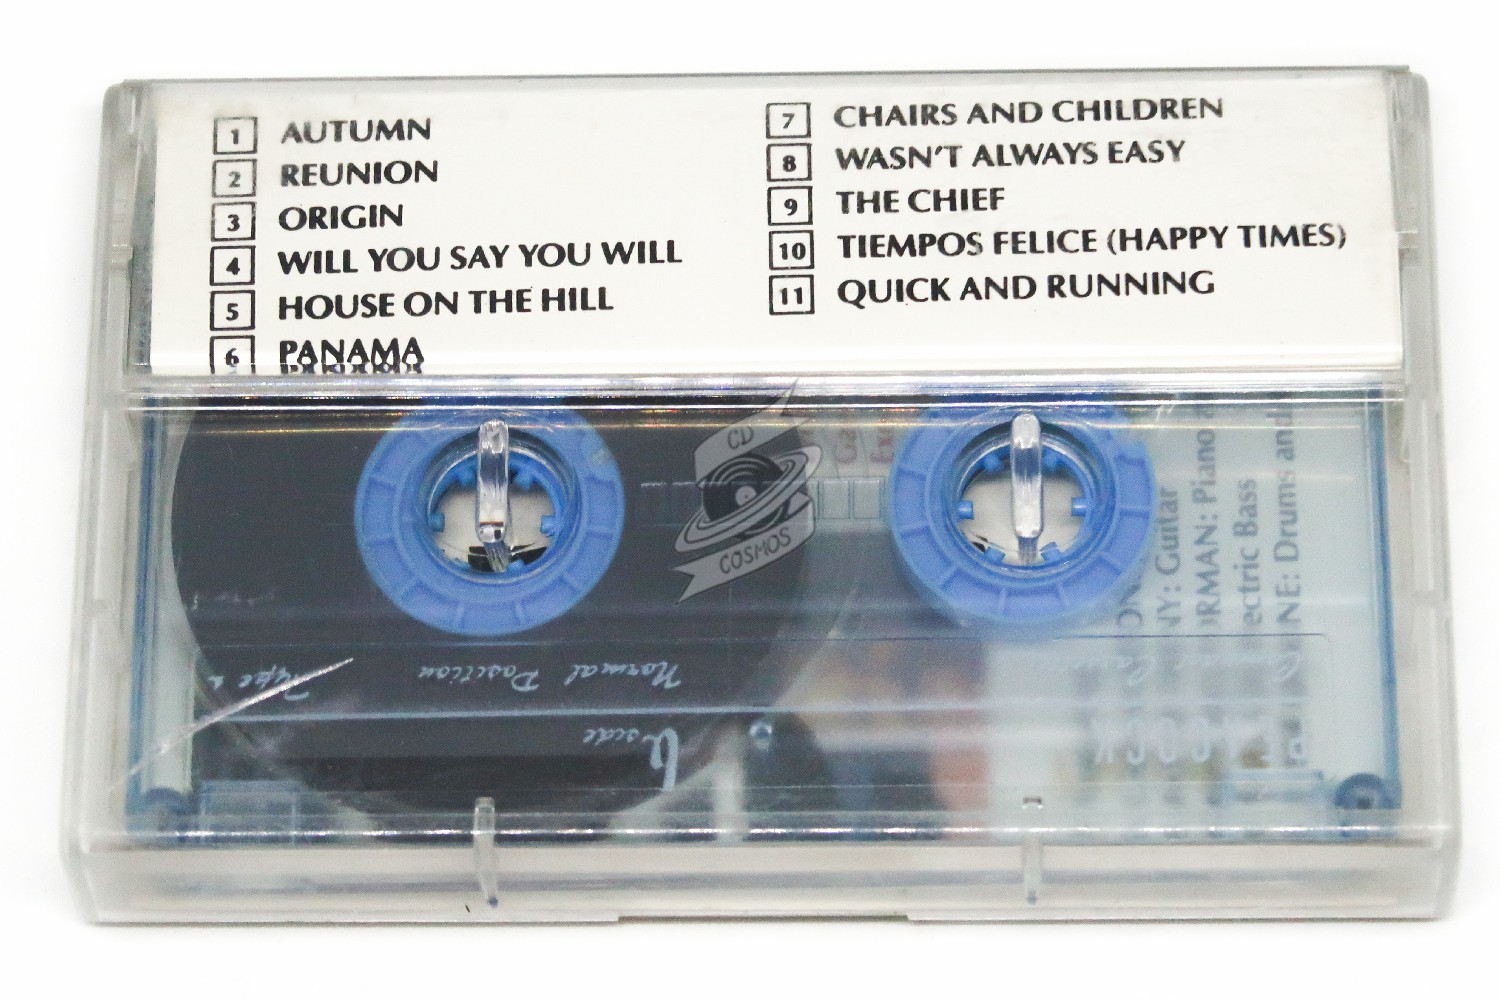 1 AUTUMN
2 REUNION
3 ORIGIN
4 WILL YOU SAY YOU WILL
5 HOUSE ON THE HILL
6 PANAMA
7 CHAIRS AND CHILDREN
8 WASN'T ALWAYS EASY
9 THE CHIEF
10 TIEMPOS FELICE (HAPPY TIMES)
11 QUICK AND RUNNING
CD
COSMOS
NY: Guitar
RMAN: Piano
ectric Bass
NE: Drums and
Normal Position Type
side